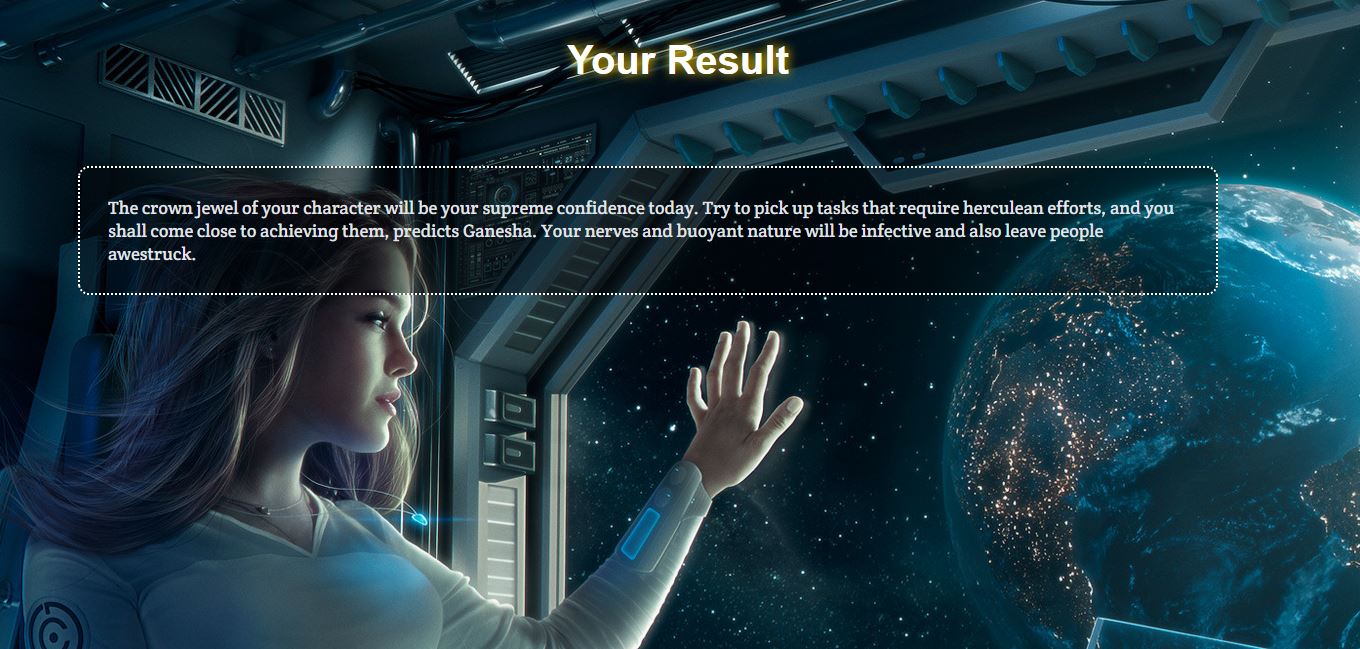 Your Result
The crown jewel of your character will be your supreme confidence today. Try to pick up tasks that require herculean efforts, and you
shall come close to achieving them, predicts Ganesha. Your nerves and buoyant nature will be infective and also leave people
awestruck.